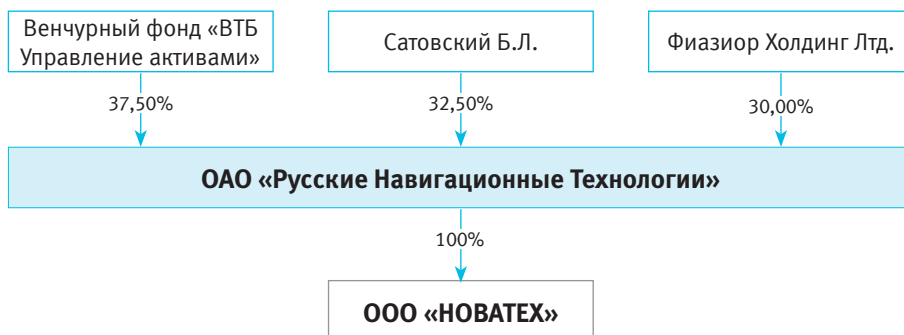 Венчурный фонд «ВТБ
Управление активами»
Сатовский Б.Л.
Фиазиор Холдинг Лтд.
37,50%
32,50%
30,00%
ОАО «Русские Навигационные Технологии»
100%
ООО «НОВАТЕХ»